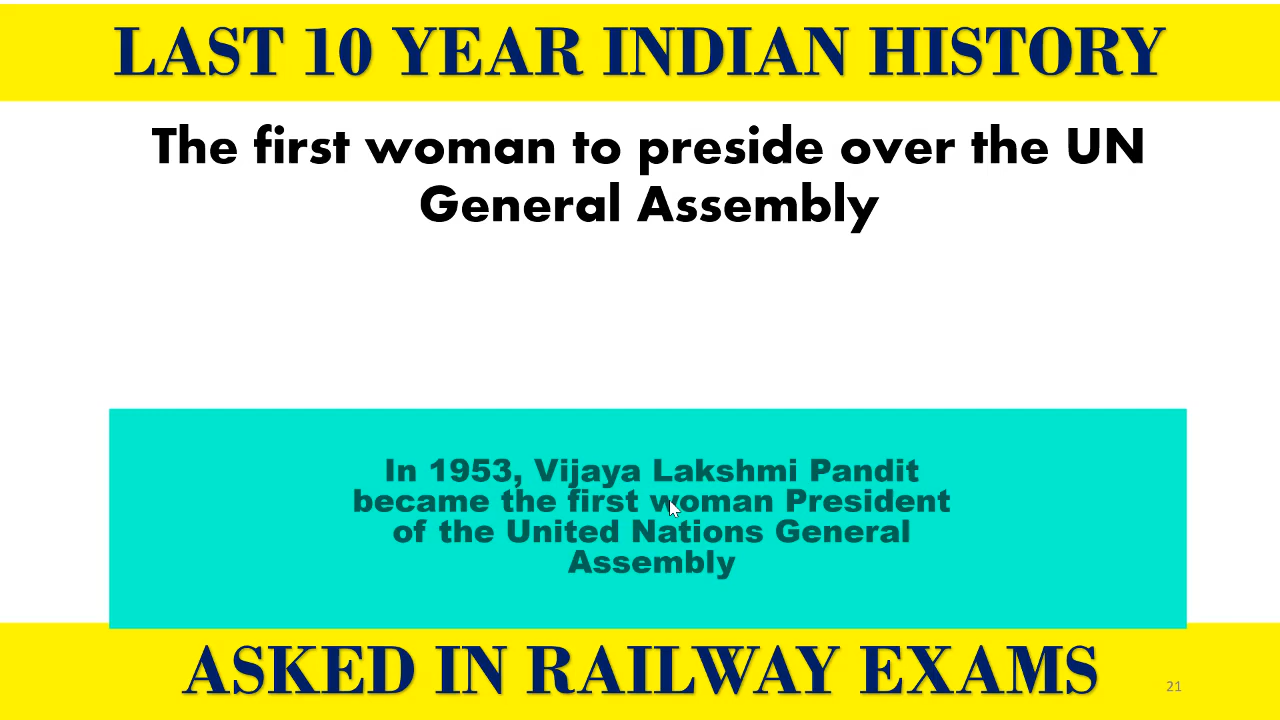 LAST 10 YEAR INDIAN HISTORY
The first woman to preside over the UN
General Assembly
In 1953, Vijaya Lakshmi Pandit
became the first woman President
of the United Nations General
Assembly
ASKED IN RAILWAY EXAMS
21